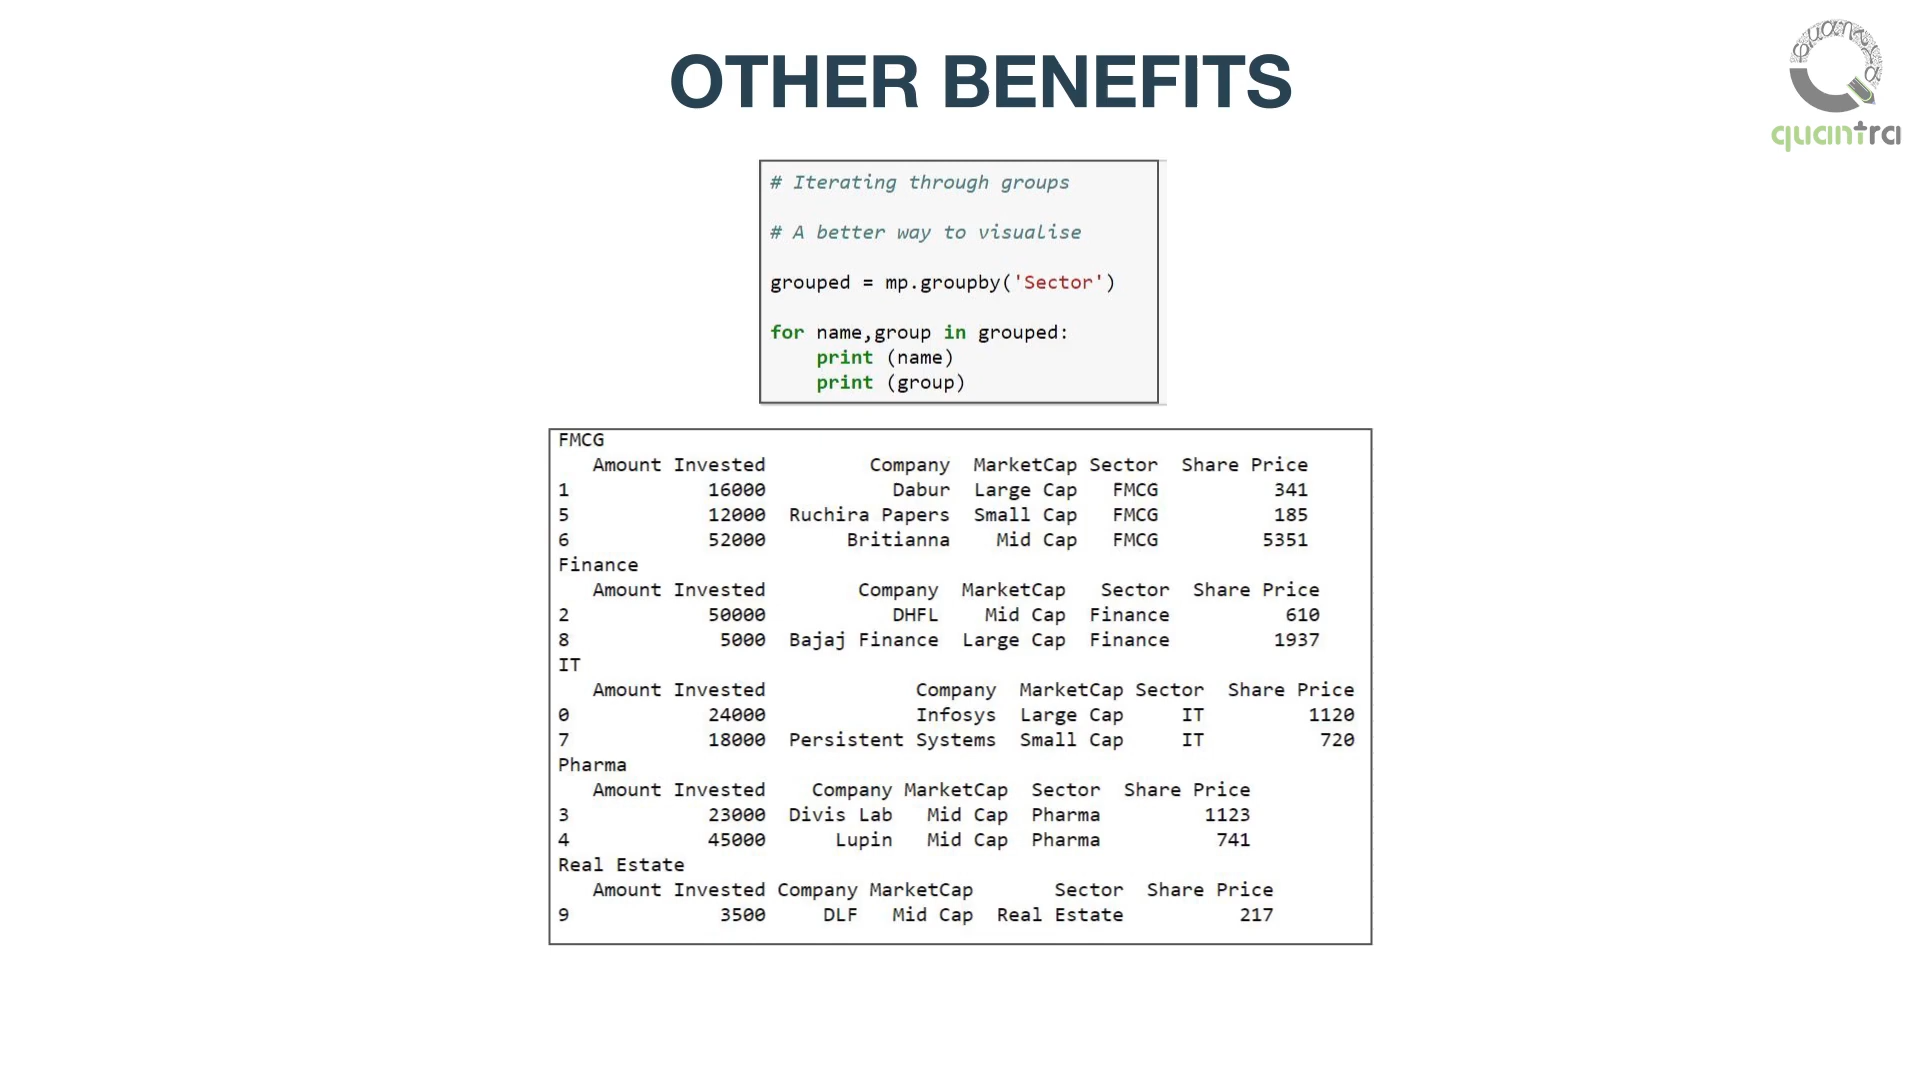 OTHER BENEFITS
quantra
# Iterating through groups
# A better way to visualise
grouped = mp.groupby('Sector')
for name,group in grouped:
    print (name)
    print (group)
FMCG
   Amount Invested         Company  MarketCap Sector  Share Price
1            16000           Dabur  Large Cap   FMCG          341
5            12000  Ruchira Papers  Small Cap   FMCG          185
6            52000       Britianna    Mid Cap   FMCG         5351
Finance
   Amount Invested        Company  MarketCap   Sector  Share Price
2            50000           DHFL    Mid Cap  Finance          610
8             5000  Bajaj Finance  Large Cap  Finance         1937
IT
   Amount Invested             Company  MarketCap Sector  Share Price
0            24000             Infosys  Large Cap     IT         1120
7            18000  Persistent Systems  Small Cap     IT          720
Pharma
   Amount Invested    Company MarketCap  Sector  Share Price
3            23000  Divis Lab   Mid Cap  Pharma         1123
4            45000      Lupin   Mid Cap  Pharma          741
Real Estate
   Amount Invested Company MarketCap       Sector  Share Price
9             3500     DLF   Mid Cap  Real Estate          217